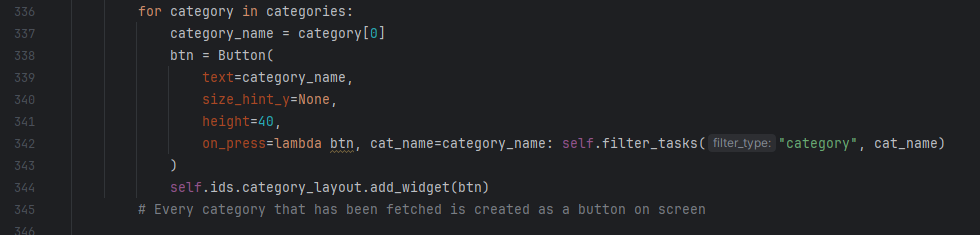 336 for category in categories:
337 category_name = category[0]
338 btn = Button(
339 text=category_name,
340 size_hint_y=None,
341 height=40,
342 on_press=lambda btn, cat_name=category_name: self.filter_tasks( filter_type: "category", cat_name)
343 )
344 self.ids.category_layout.add_widget(btn)
345 # Every category that has been fetched is created as a button on screen
346